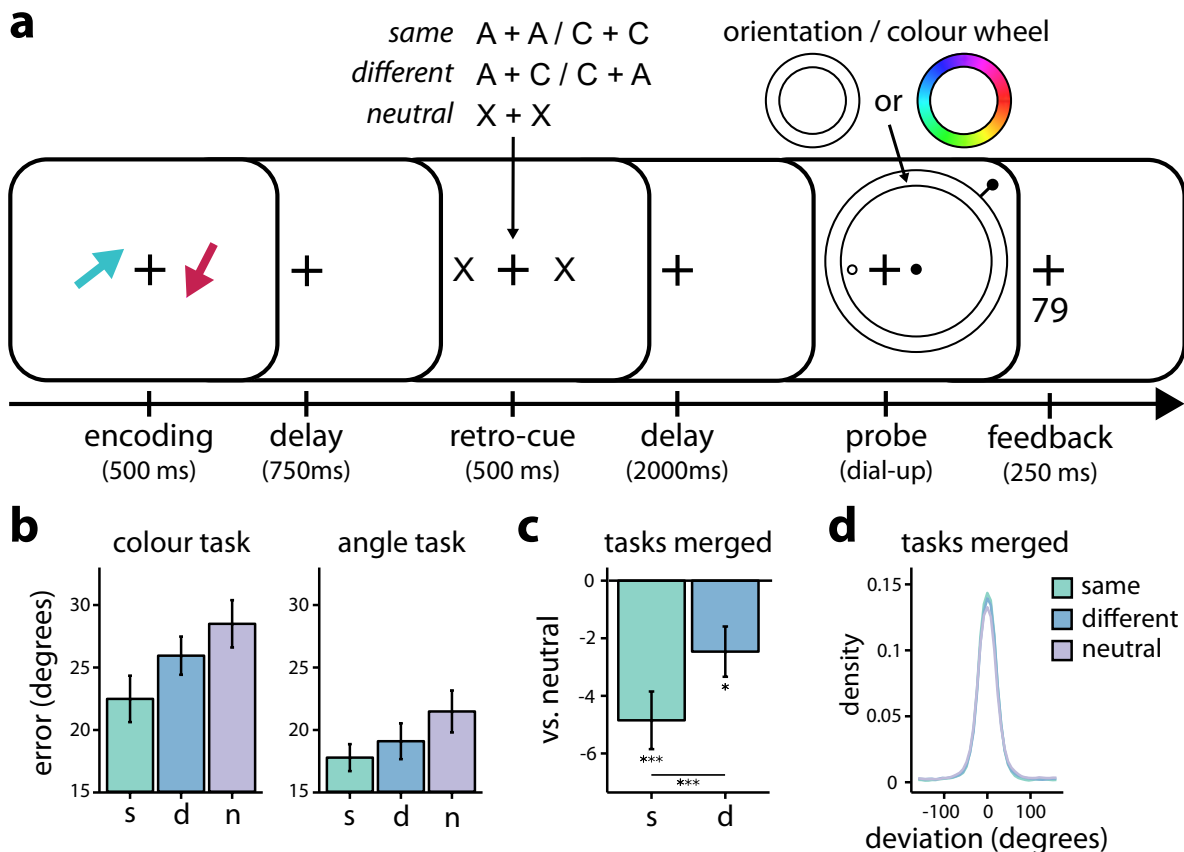 a
same A + A / C + C
different A + C / C + A
neutral X + X
orientation / colour wheel
or
X X
79
encoding
(500 ms)
delay
(750ms)
retro-cue
(500 ms)
delay
(2000ms)
probe
(dial-up)
feedback
(250 ms)
b
colour task
error (degrees)
30
25
20
15
s d n
angle task
30
25
20
15
s d n
c
tasks merged
vs. neutral
0
-2
-4
-6
***
*
***
s d
d
tasks merged
density
0.15
0.10
0.05
0
same
different
neutral
-100 0 100
deviation (degrees)